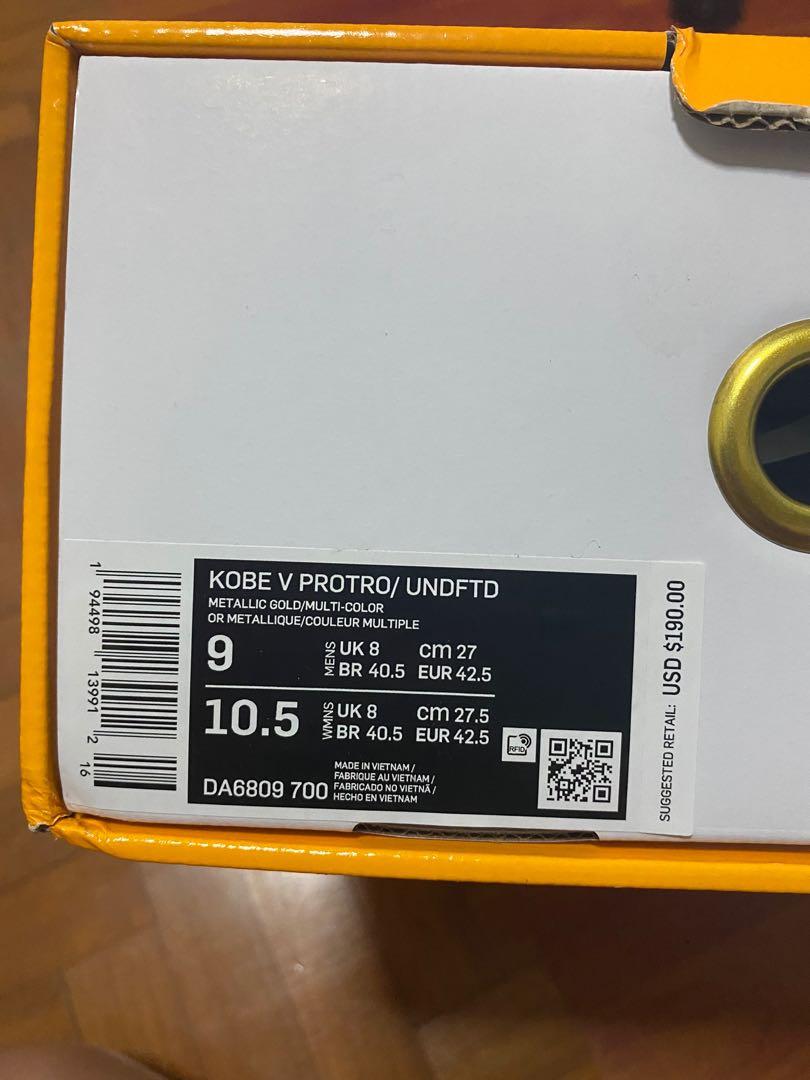 KOBE V PROTRO/ UNDFTD
METALLIC GOLD/MULTI-COLOR
OR METALLIQUE/COULEUR MULTIPLE
9 MENS UK 8 cm 27
BR 40.5 EUR 42.5
10.5 WMNS UK 8 cm 27.5
BR 40.5 EUR 42.5
RFID
DA6809 700
MADE IN VIETNAM /
FABRIQUE AU VIETNAM /
FABRICADO NO VIETNÃ /
HECHO EN VIETNAM
1 94498 13991 2 16
SUGGESTED RETAIL: USD $190.00